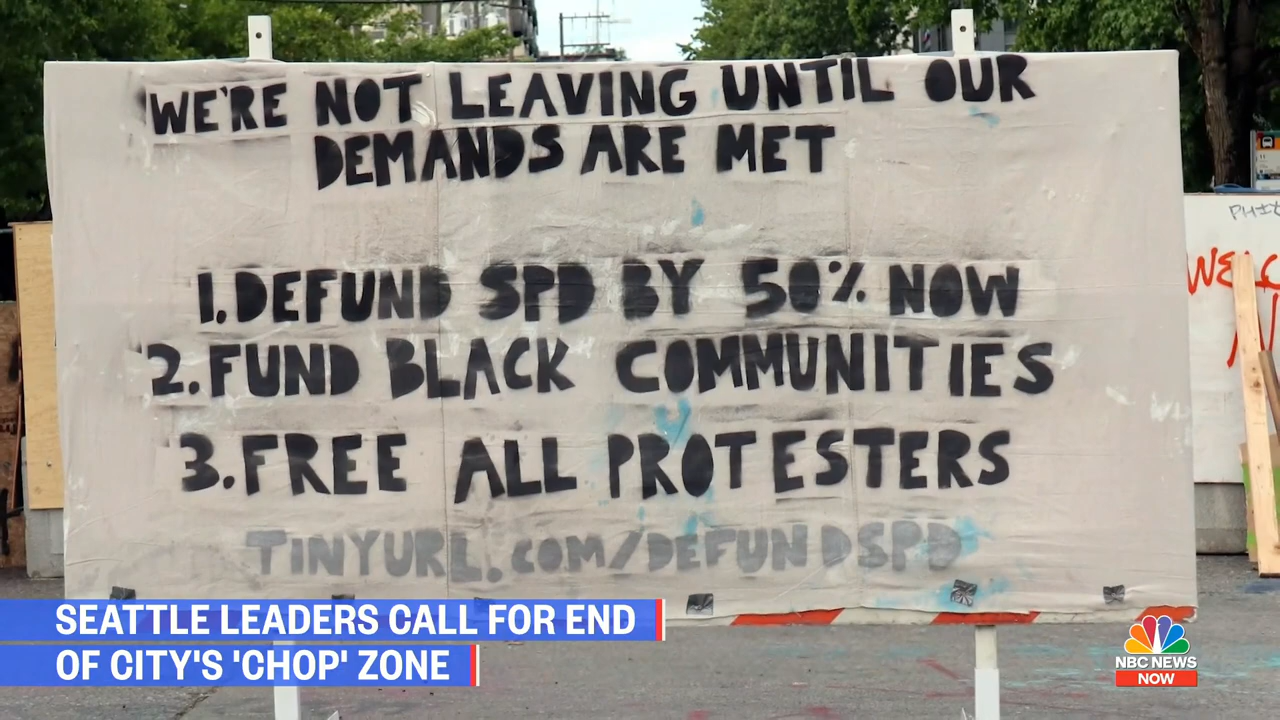 WE'RE NOT LEAVING UNTIL OUR
DEMANDS ARE MET
1. DEFUND SPD BY 50% NOW
2. FUND BLACK COMMUNITIES
3. FREE ALL PROTESTERS
TINYURL.COM/DEFUNDSPD
SEATTLE LEADERS CALL FOR END
OF CITY'S 'CHOP' ZONE
NBC NEWS
NOW